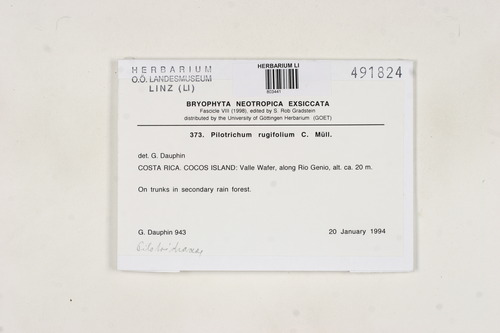 HERBARIUM
O.Ö. LANDESMUSEUM
LINZ (LI)
HERBARIUM LI
603441
491824
BRYOPHYTA NEOTROPICA EXSICCATA
Fascicle VIII (1998), edited by S. Rob Gradstein
distributed by the University of Göttingen Herbarium (GOET)
373. Pilotrichum rugifolium C. Müll.
det. G. Dauphin
COSTA RICA. COCOS ISLAND: Valle Wafer, along Rio Genio, alt. ca. 20 m.
On trunks in secondary rain forest.
G. Dauphin 943
20 January 1994